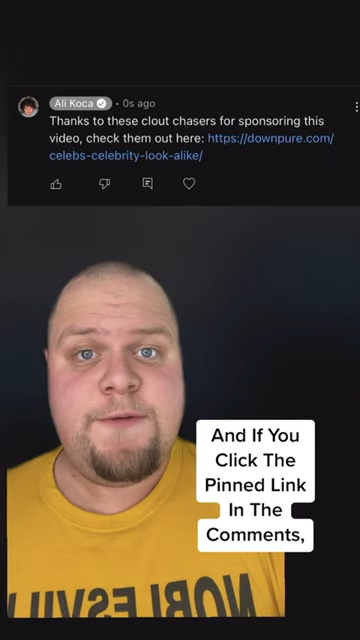 Ali Koca • 0s ago
Thanks to these clout chasers for sponsoring this
video, check them out here: https://downpure.com/
celebs-celebrity-look-alike/
And If You
Click The
Pinned Link
In The
Comments,
NOBLESVIL